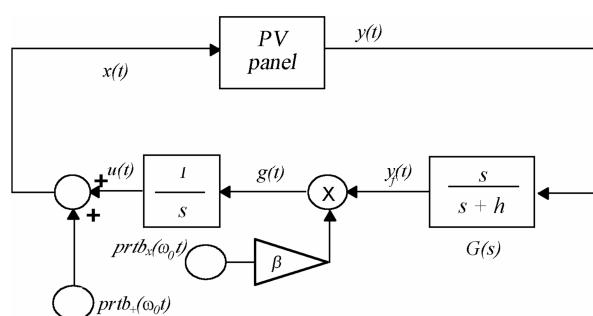 PV
panel
y(t)
x(t)
+
u(t)
+
1
s
g(t)
X
y_f(t)
s
s + h
G(s)
prtb_x(ω_0t)
β
prtb_+(ω_0t)